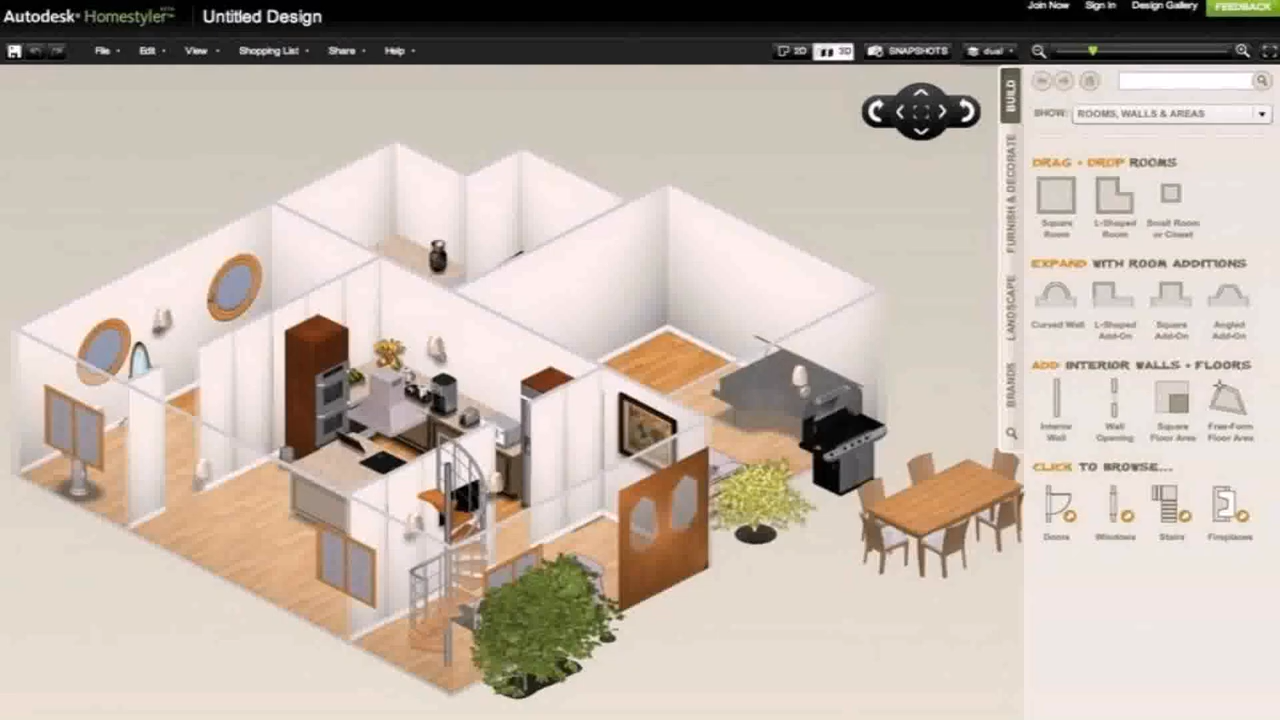 Autodesk® Homestyler™ BETA Untitled Design
Join Now Sign In Design Gallery FEEDBACK
File Edit View Shopping List Share Help 2D 3D SNAPSHOTS dual
BUILD
FURNISH & DECORATE
LANDSCAPE
BRANDS
SHOW: ROOMS, WALLS & AREAS
DRAG + DROP ROOMS
Square Room
L-Shaped Room
Small Room or Closet
EXPAND WITH ROOM ADDITIONS
Curved Wall
L-Shaped Add-On
Square Add-On
Angled Add-On
ADD INTERIOR WALLS + FLOORS
Interior Wall
Wall Opening
Square Floor Area
Free-Form Floor Area
CLICK TO BROWSE...
Doors Windows Stairs Fireplaces